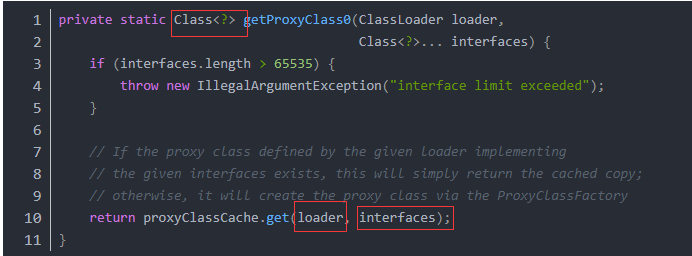 1 private static Class<?> getProxyClass0(ClassLoader loader,
2 Class<?>... interfaces) {
3 if (interfaces.length > 65535) {
4 throw new IllegalArgumentException("interface limit exceeded");
5 }
6
7 // If the proxy class defined by the given loader implementing
8 // the given interfaces exists, this will simply return the cached copy;
9 // otherwise, it will create the proxy class via the ProxyClassFactory
10 return proxyClassCache.get(loader, interfaces);
11 }